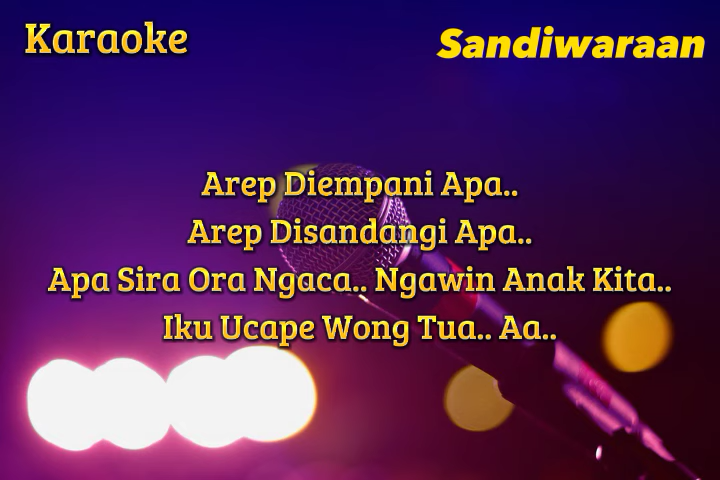 Karaoke
Sandiwaraan
Arep Diempani Apa..
Arep Disandangi Apa..
Apa Sira Ora Ngaca.. Ngawin Anak Kita..
Iku Ucape Wong Tua.. Aa..